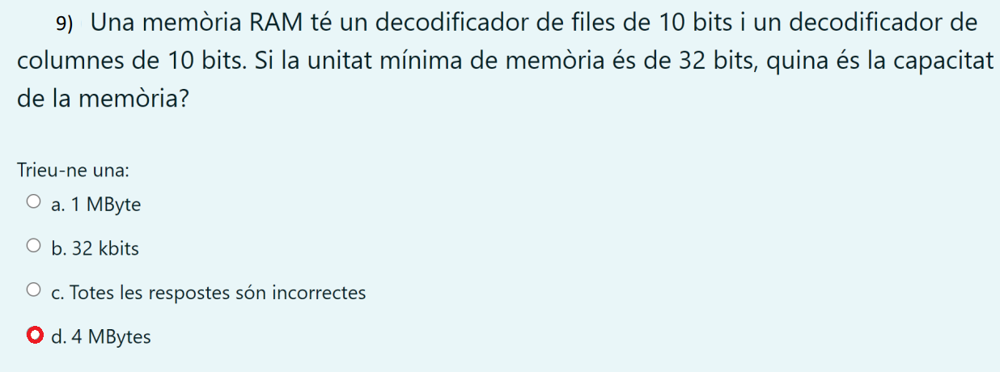 9) Una memòria RAM té un decodificador de files de 10 bits i un decodificador de
columnes de 10 bits. Si la unitat mínima de memòria és de 32 bits, quina és la capacitat
de la memòria?
Trieu-ne una:
a. 1 MByte
b. 32 kbits
c. Totes les respostes són incorrectes
d. 4 MBytes